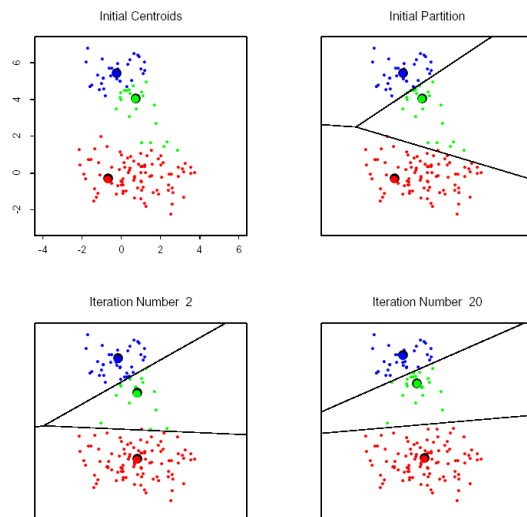 Initial Centroids
Initial Partition
6
4
2
0
-2
-4 -2 0 2 4 6
Iteration Number 2
Iteration Number 20